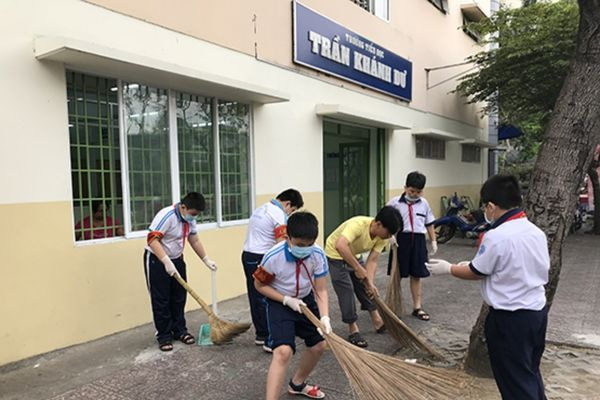 TRƯỜNG TIỂU HỌC
TRẦN KHÁNH DƯ